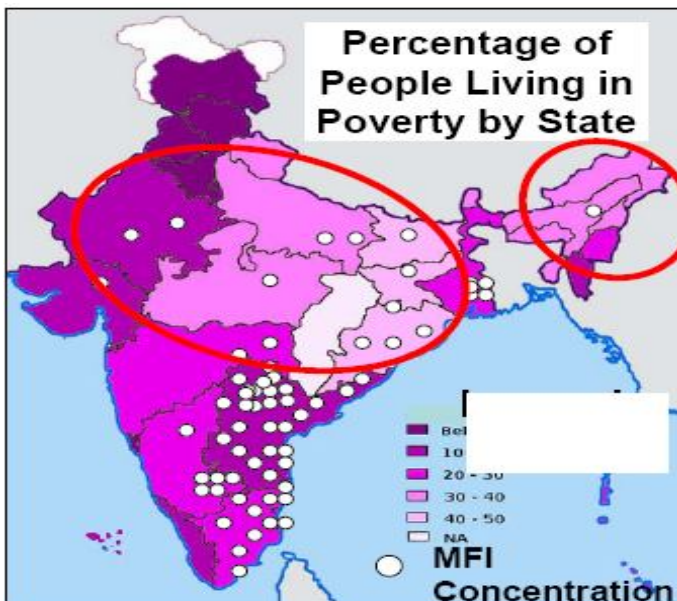 Percentage of
People Living in
Poverty by State
20 - 30
30 - 40
40 - 50
NA
MFI
Concentration